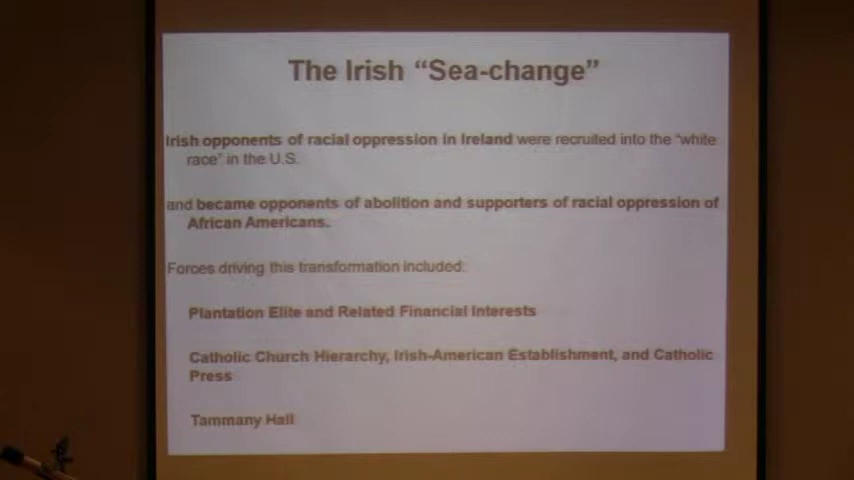 The Irish “Sea-change”
Irish opponents of racial oppression in Ireland were recruited into the “white
race” in the U.S.
and became opponents of abolition and supporters of racial oppression of
African Americans.
Forces driving this transformation included:
Plantation Elite and Related Financial Interests
Catholic Church Hierarchy, Irish-American Establishment, and Catholic
Press
Tammany Hall